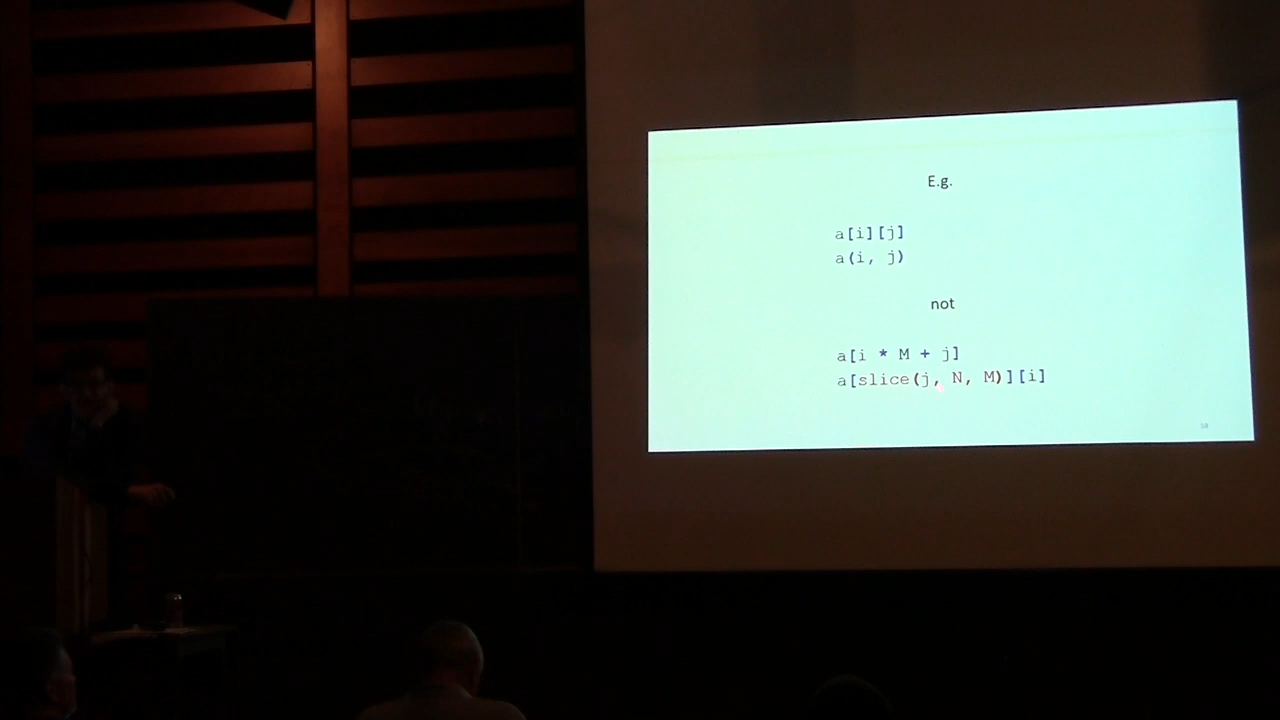 E.g.
a[i][j]
a(i, j)
not
a[i * M + j]
a[slice(j, N, M)][i]